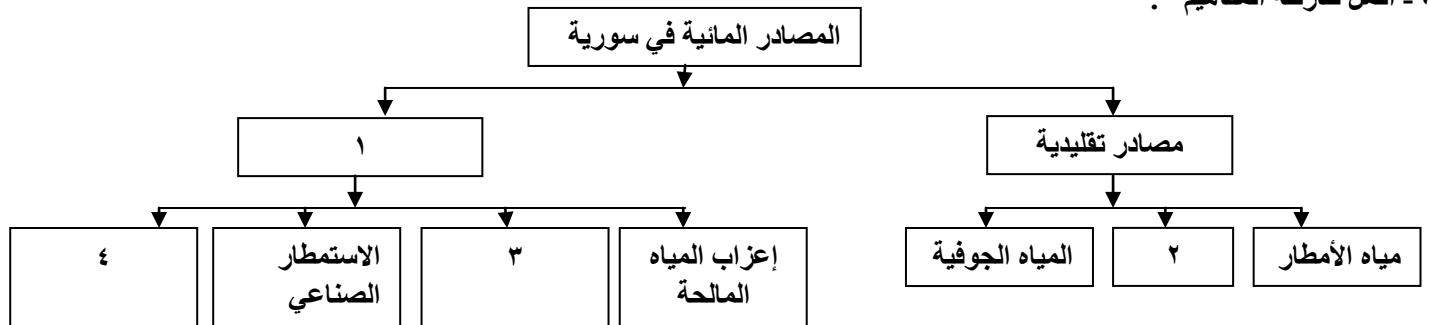 المصادر المائية في سورية
مصادر تقليدية
١
مياه الأمطار
٢
المياه الجوفية
إعزاب المياه
المالحة
٣
الاستمطار
الصناعي
٤